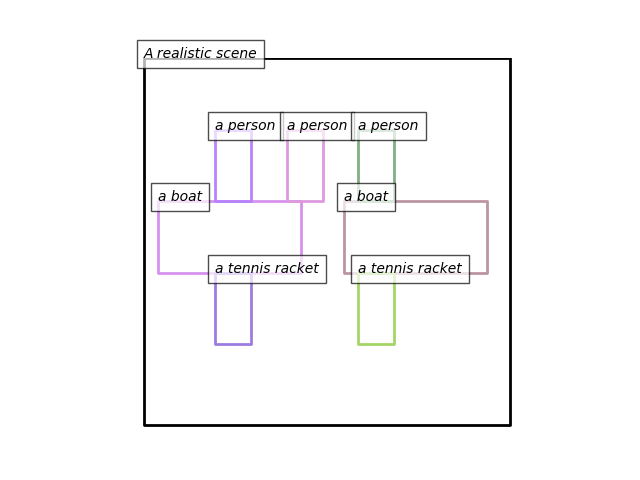 A realistic scene
a person
a person
a person
a boat
a boat
a tennis racket
a tennis racket